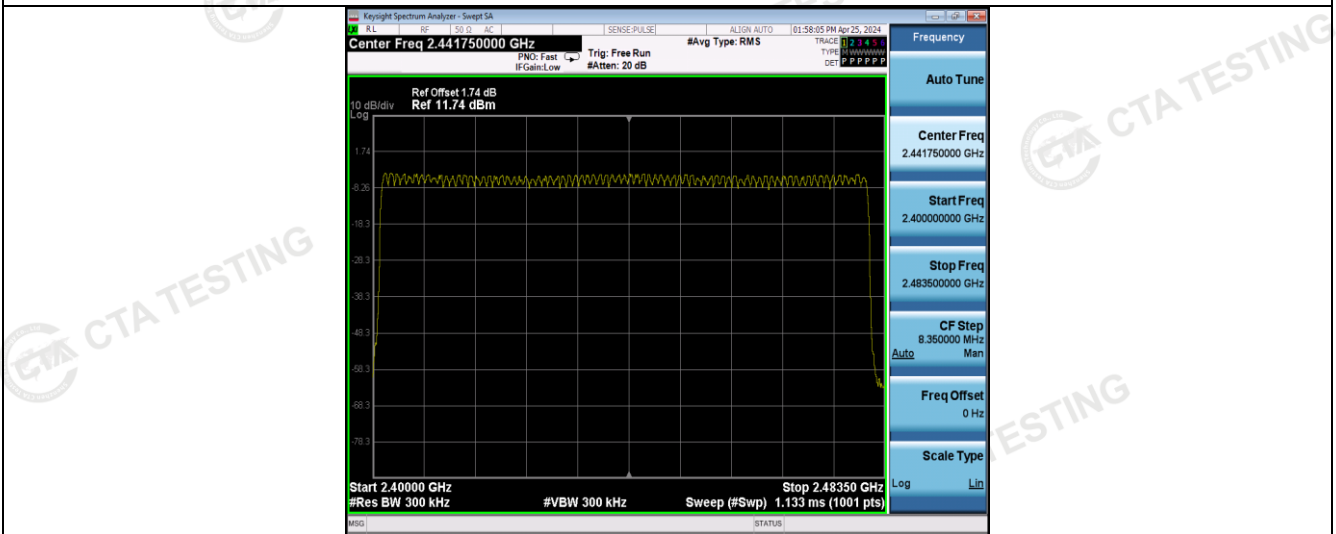 Keysight Spectrum Analyzer - Swept SA
RL RF 50 Ω AC SENSE:PULSE ALIGN AUTO 01:58:05 PM Apr 25, 2024
Center Freq 2.441750000 GHz
PNO: Fast
IFGain:Low
Trig: Free Run
#Atten: 20 dB
#Avg Type: RMS
TRACE 1 2 3 4 5 6
TYPE M WWWWW
DET P P P P P P
Ref Offset 1.74 dB
10 dB/div Ref 11.74 dBm
Log
1.74
-8.26
-18.3
-28.3
-38.3
-48.3
-58.3
-68.3
-78.3
Start 2.40000 GHz Stop 2.48350 GHz
#Res BW 300 kHz #VBW 300 kHz Sweep (#Swp) 1.133 ms (1001 pts)
MSG STATUS
Frequency
Auto Tune
Center Freq
2.441750000 GHz
Start Freq
2.400000000 GHz
Stop Freq
2.483500000 GHz
CF Step
8.350000 MHz
Auto Man
Freq Offset
0 Hz
Scale Type
Log Lin
CTA TESTING
CTA TESTING
TESTING